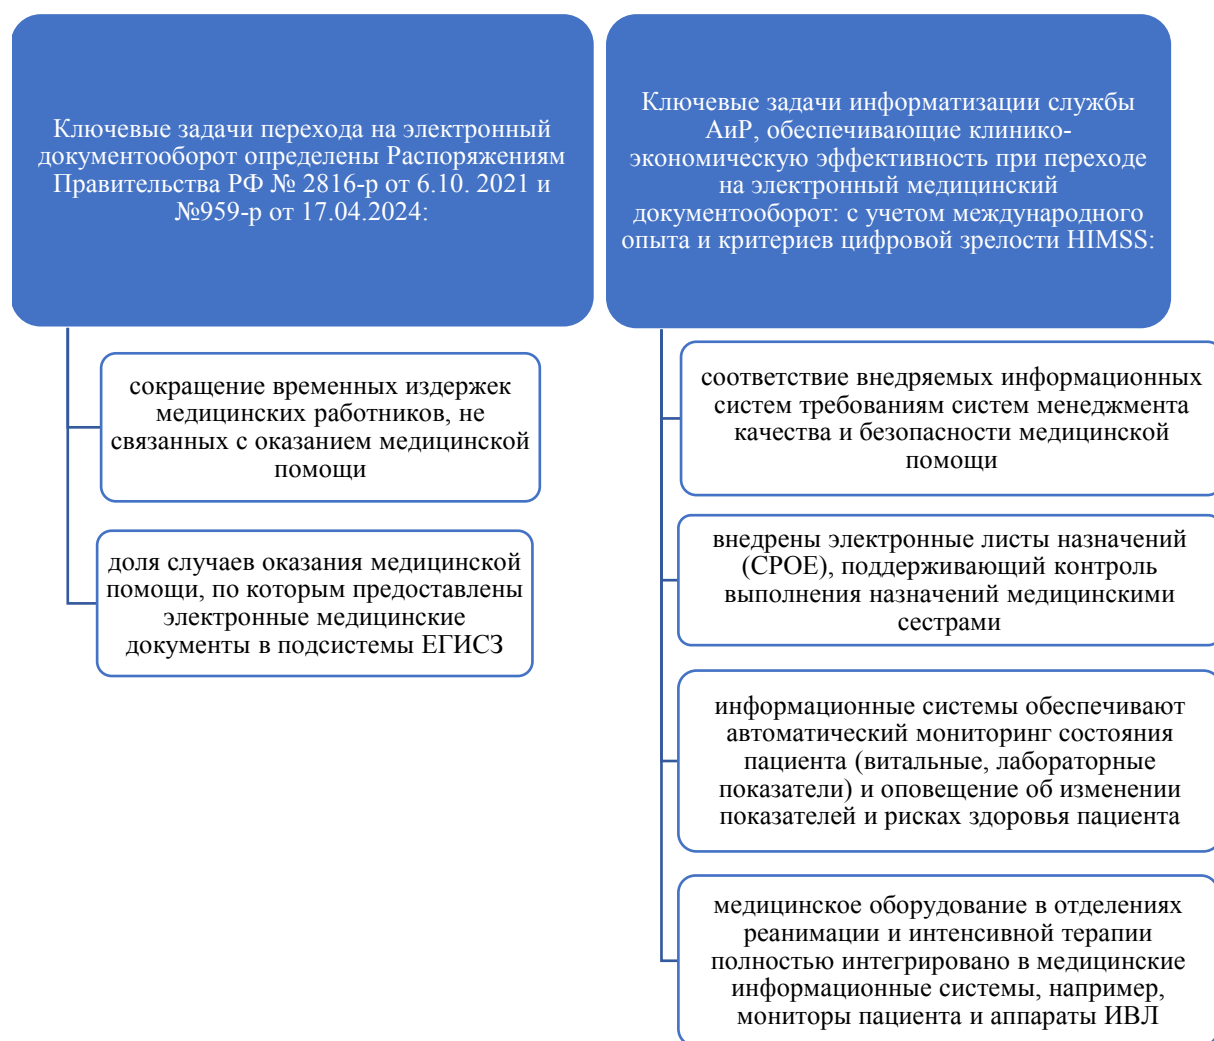 Ключевые задачи перехода на электронный
документооборот определены Распоряжениям
Правительства РФ № 2816-р от 6.10. 2021 и
№959-р от 17.04.2024:
сокращение временных издержек
медицинских работников, не
связанных с оказанием медицинской
помощи
доля случаев оказания медицинской
помощи, по которым предоставлены
электронные медицинские
документы в подсистемы ЕГИСЗ
Ключевые задачи информатизации службы
АиР, обеспечивающие клинико-
экономическую эффективность при переходе
на электронный медицинский
документооборот: с учетом международного
опыта и критериев цифровой зрелости HIMSS:
соответствие внедряемых информационных
систем требованиям систем менеджмента
качества и безопасности медицинской
помощи
внедрены электронные листы назначений
(CPOE), поддерживающий контроль
выполнения назначений медицинскими
сестрами
информационные системы обеспечивают
автоматический мониторинг состояния
пациента (витальные, лабораторные
показатели) и оповещение об изменении
показателей и рисках здоровья пациента
медицинское оборудование в отделениях
реанимации и интенсивной терапии
полностью интегрировано в медицинские
информационные системы, например,
мониторы пациента и аппараты ИВЛ